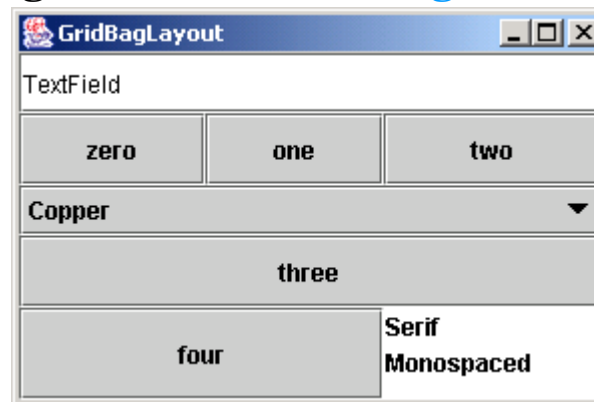 GridBagLayout
TextField
zero one two
Copper
three
four
Serif
Monospaced